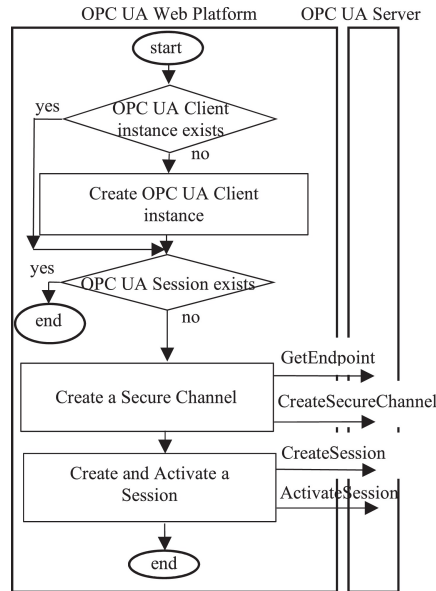 OPC UA Web Platform
OPC UA Server
start
yes
OPC UA Client
instance exists
no
Create OPC UA Client
instance
yes
OPC UA Session exists
end
no
GetEndpoint
Create a Secure Channel
CreateSecureChannel
CreateSession
Create and Activate a
Session
ActivateSession
end